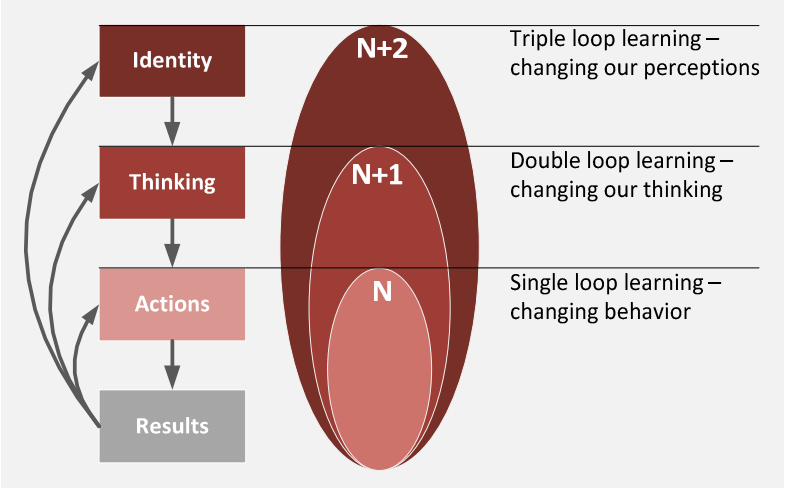 Identity
N+2
Triple loop learning –
changing our perceptions
Thinking
N+1
Double loop learning –
changing our thinking
Actions
N
Single loop learning –
changing behavior
Results